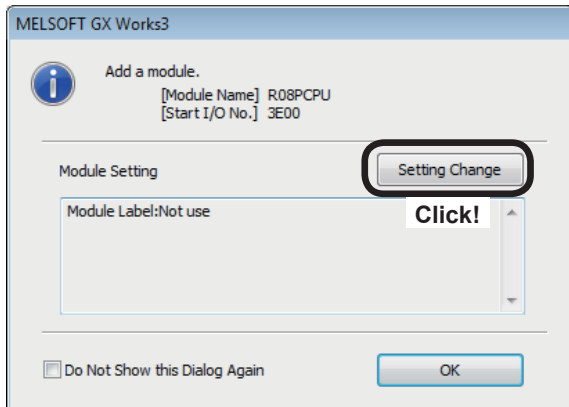 MELSOFT GX Works3
Add a module.
[Module Name] R08PCPU
[Start I/O No.] 3E00
Module Setting
Setting Change
Click!
Module Label:Not use
Do Not Show this Dialog Again
OK